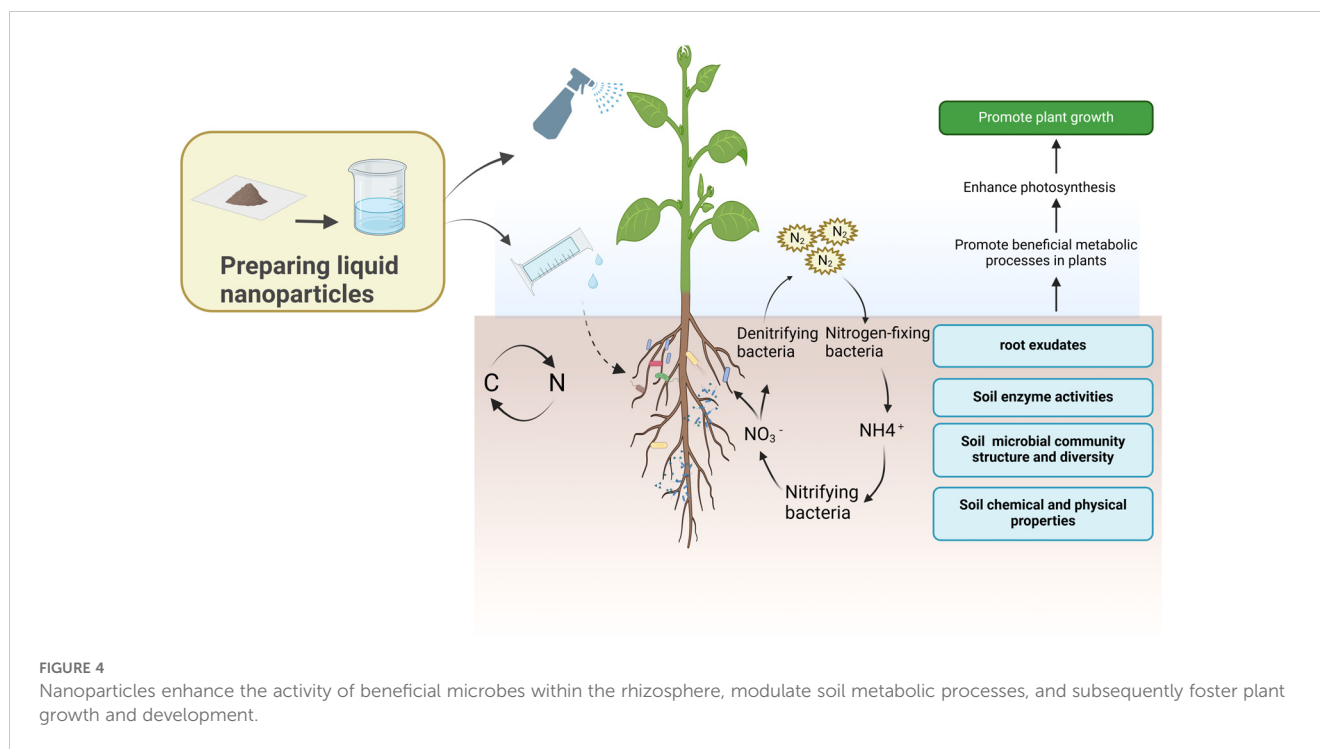 Preparing liquid
nanoparticles
C
N
N₂
N₂
N₂
Denitrifying
bacteria
Nitrogen-fixing
bacteria
NO₃⁻
NH4⁺
Nitrifying
bacteria
Promote plant growth
Enhance photosynthesis
Promote beneficial metabolic
processes in plants
root exudates
Soil enzyme activities
Soil microbial community
structure and diversity
Soil chemical and physical
properties
FIGURE 4
Nanoparticles enhance the activity of beneficial microbes within the rhizosphere, modulate soil metabolic processes, and subsequently foster plant
growth and development.